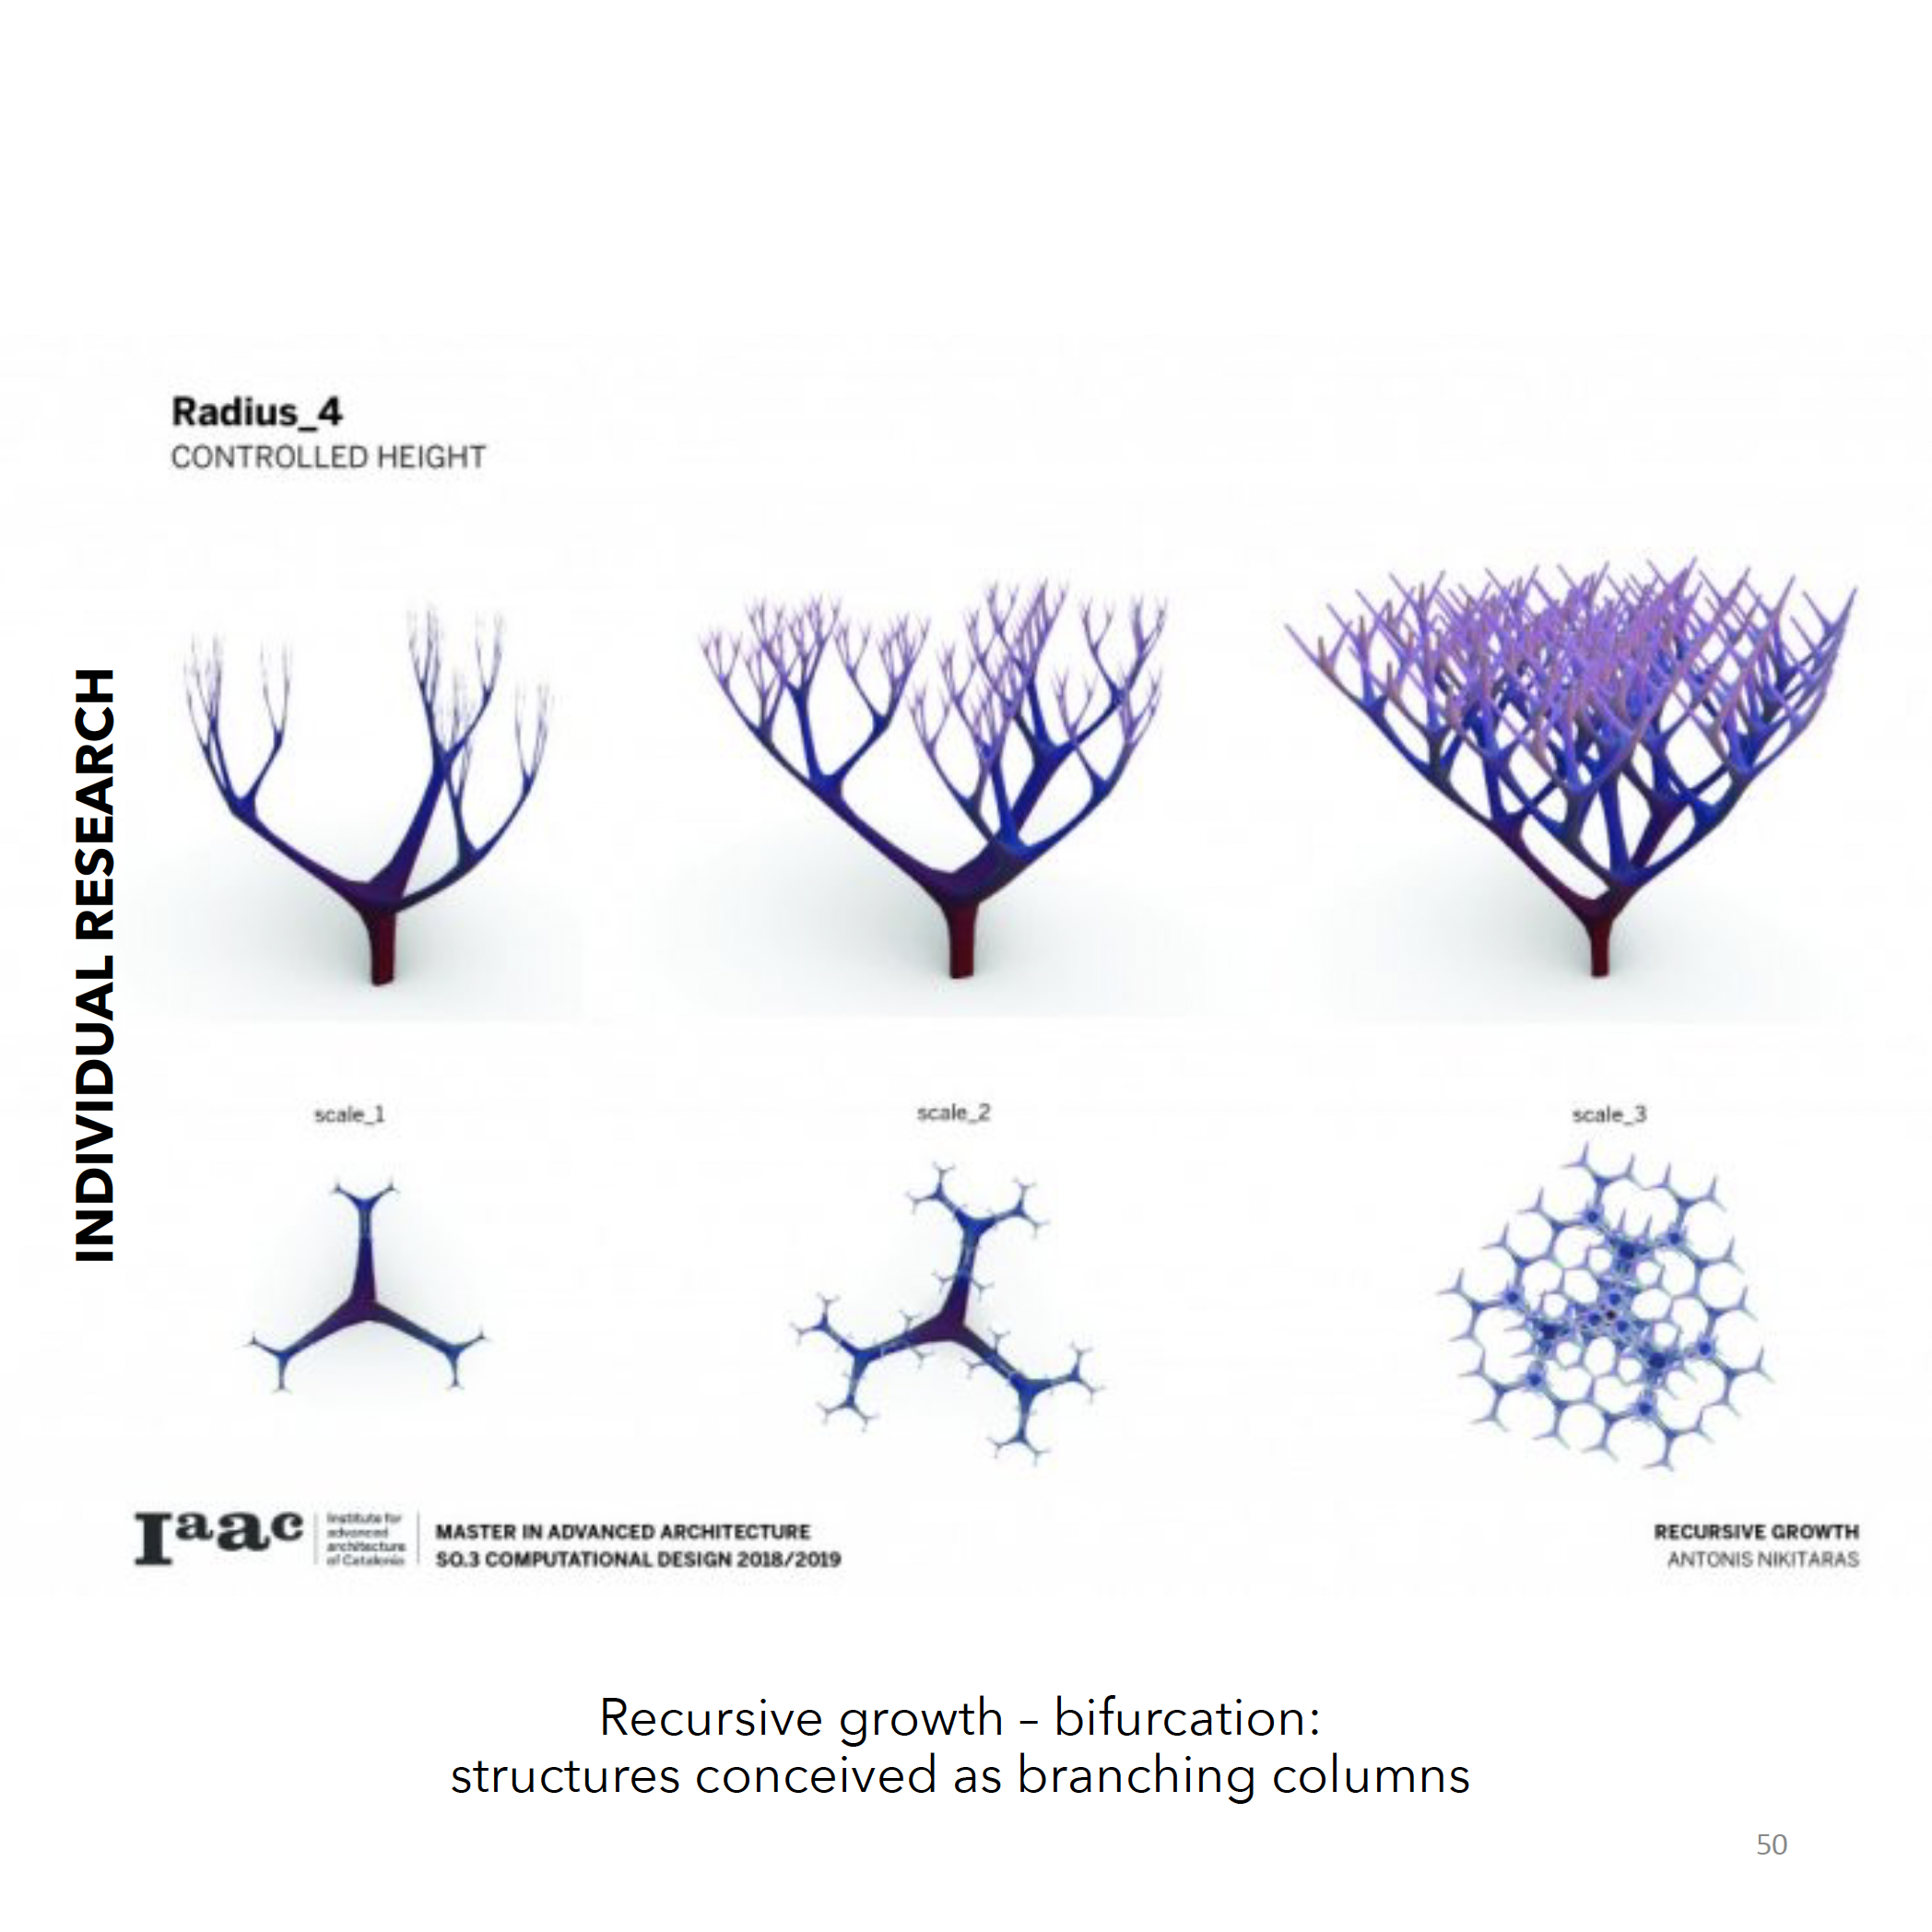 Radius_4
CONTROLLED HEIGHT
INDIVIDUAL RESEARCH
scale_1
scale_2
scale_3
Iaac
Institute for
advanced
architecture
of Catalonia
MASTER IN ADVANCED ARCHITECTURE
SO.3 COMPUTATIONAL DESIGN 2018/2019
RECURSIVE GROWTH
ANTONIS NIKITARAS
Recursive growth – bifurcation:
structures conceived as branching columns
50